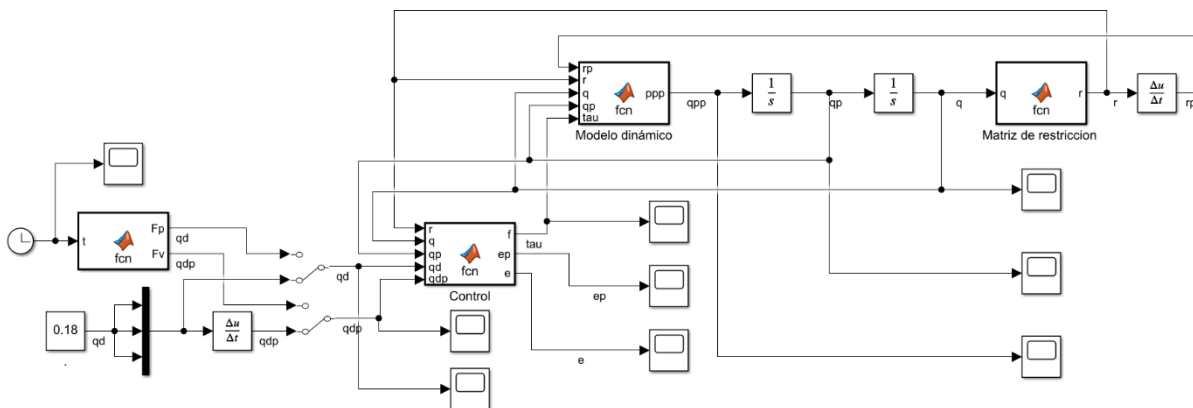 rp
r
q
qp
tau
ppp
fcn
Modelo dinámico
qpp
1
s
qp
1
s
q
q
r
fcn
Matriz de restriccion
r
Δu
Δt
rp
t
Fp
Fv
fcn
qd
qdp
r
q
qp
qd
qdp
f
ep
e
fcn
Control
tau
ep
e
qd
qdp
0.18
qd
Δu
Δt
qdp
.